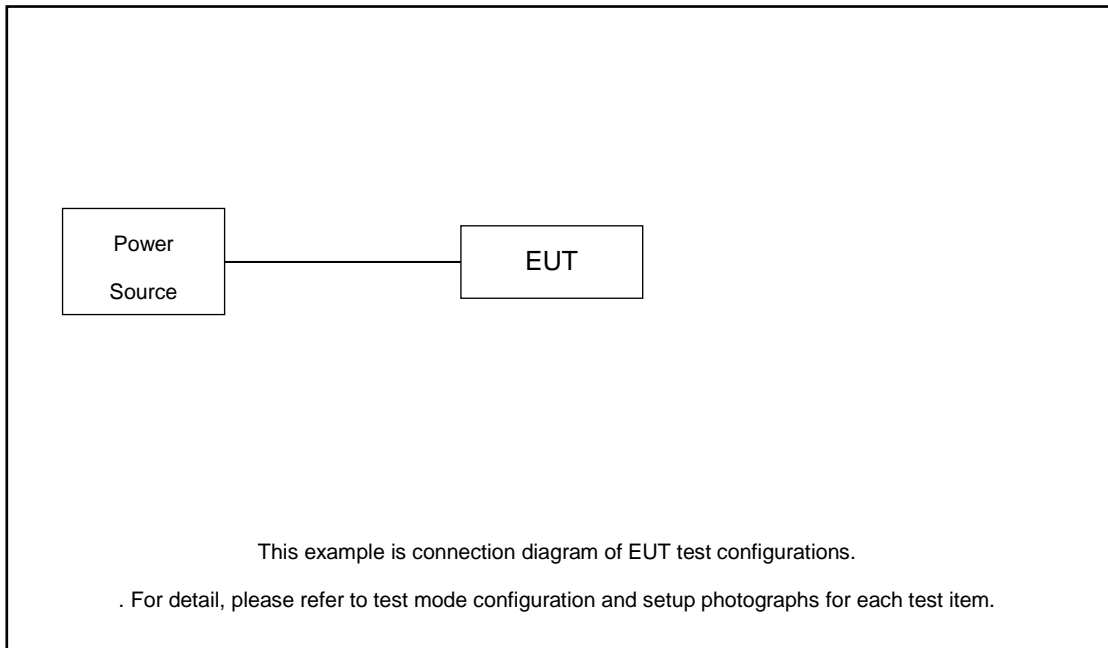 Power
Source
EUT
This example is connection diagram of EUT test configurations.
. For detail, please refer to test mode configuration and setup photographs for each test item.